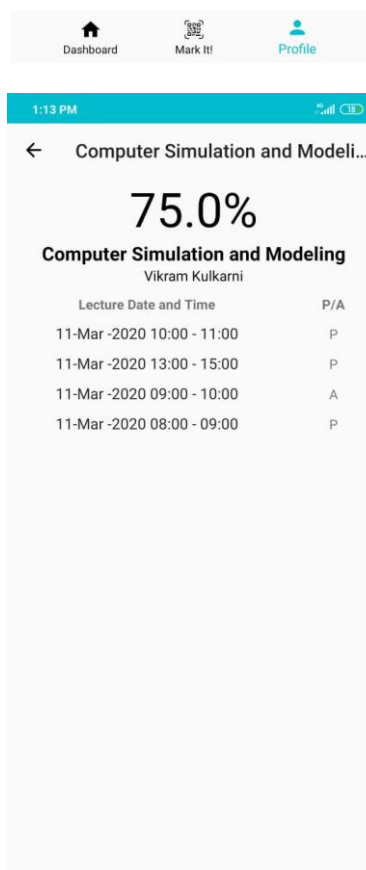 Dashboard Mark It! Profile
1:13 PM 4G 18
Computer Simulation and Modeli...
75.0%
Computer Simulation and Modeling
Vikram Kulkarni
Lecture Date and Time P/A
11-Mar -2020 10:00 - 11:00 P
11-Mar -2020 13:00 - 15:00 P
11-Mar -2020 09:00 - 10:00 A
11-Mar -2020 08:00 - 09:00 P